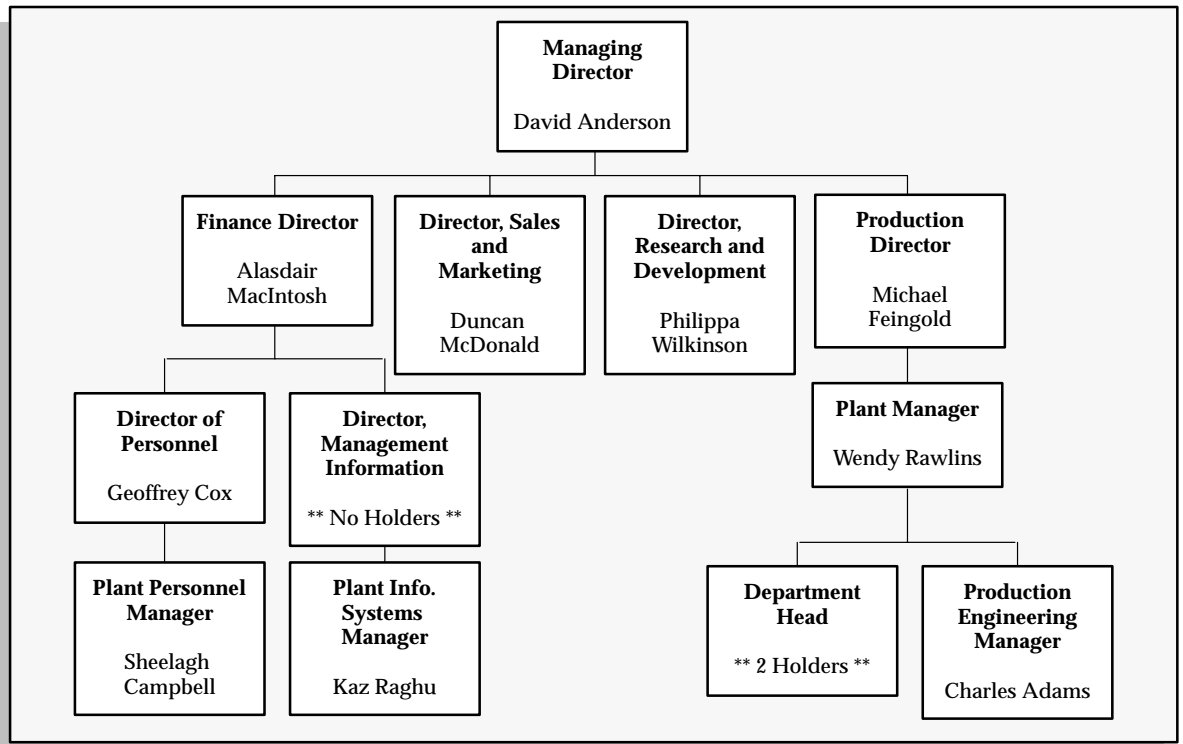 Managing
Director
David Anderson
Finance Director
Alasdair
MacIntosh
Director, Sales
and
Marketing
Duncan
McDonald
Director,
Research and
Development
Philippa
Wilkinson
Production
Director
Michael
Feingold
Director of
Personnel
Geoffrey Cox
Director,
Management
Information
** No Holders **
Plant Manager
Wendy Rawlins
Plant Personnel
Manager
Sheelagh
Campbell
Plant Info.
Systems
Manager
Kaz Raghu
Department
Head
** 2 Holders **
Production
Engineering
Manager
Charles Adams